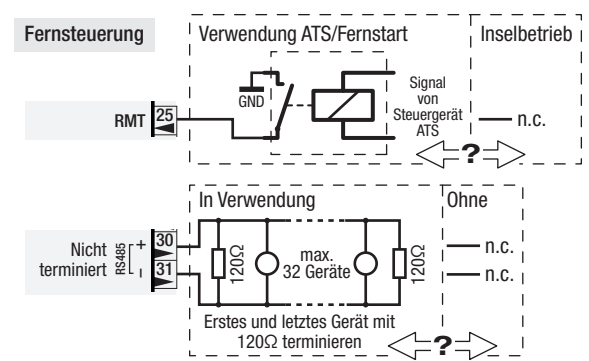 Fernsteuerung
Verwendung ATS/Fernstart
Inselbetrieb
GND
Signal
von
Steuergerät
ATS
RMT
25
n.c.
?
In Verwendung
Ohne
Nicht
terminiert
RS485
+
-
30
31
120Ω
max.
32 Geräte
120Ω
n.c.
n.c.
Erstes und letztes Gerät mit
120Ω terminieren
?